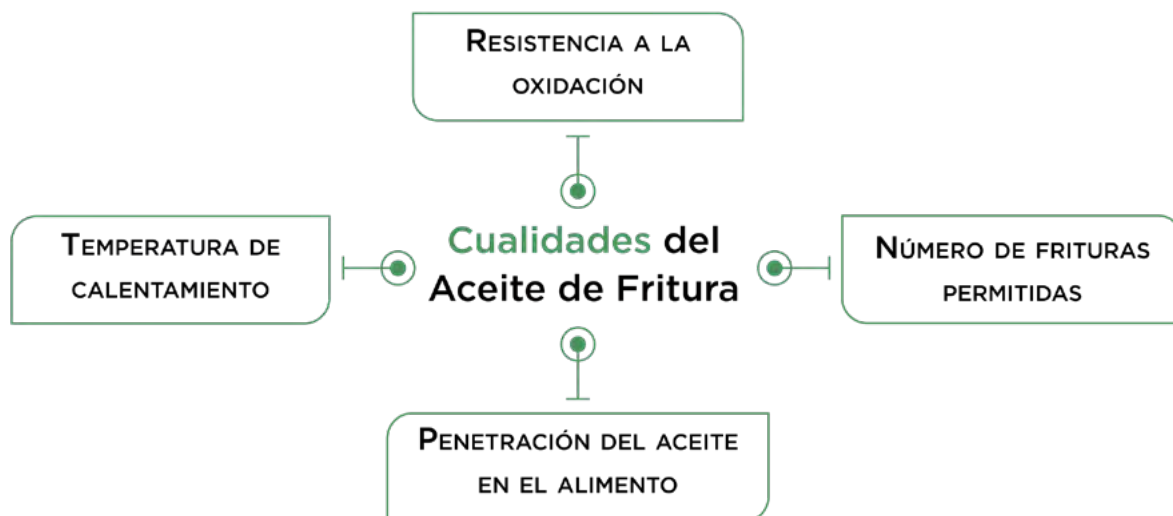 RESISTENCIA A LA
OXIDACIÓN
TEMPERATURA DE
CALENTAMIENTO
Cualidades del
Aceite de Fritura
NÚMERO DE FRITURAS
PERMITIDAS
PENETRACIÓN DEL ACEITE
EN EL ALIMENTO